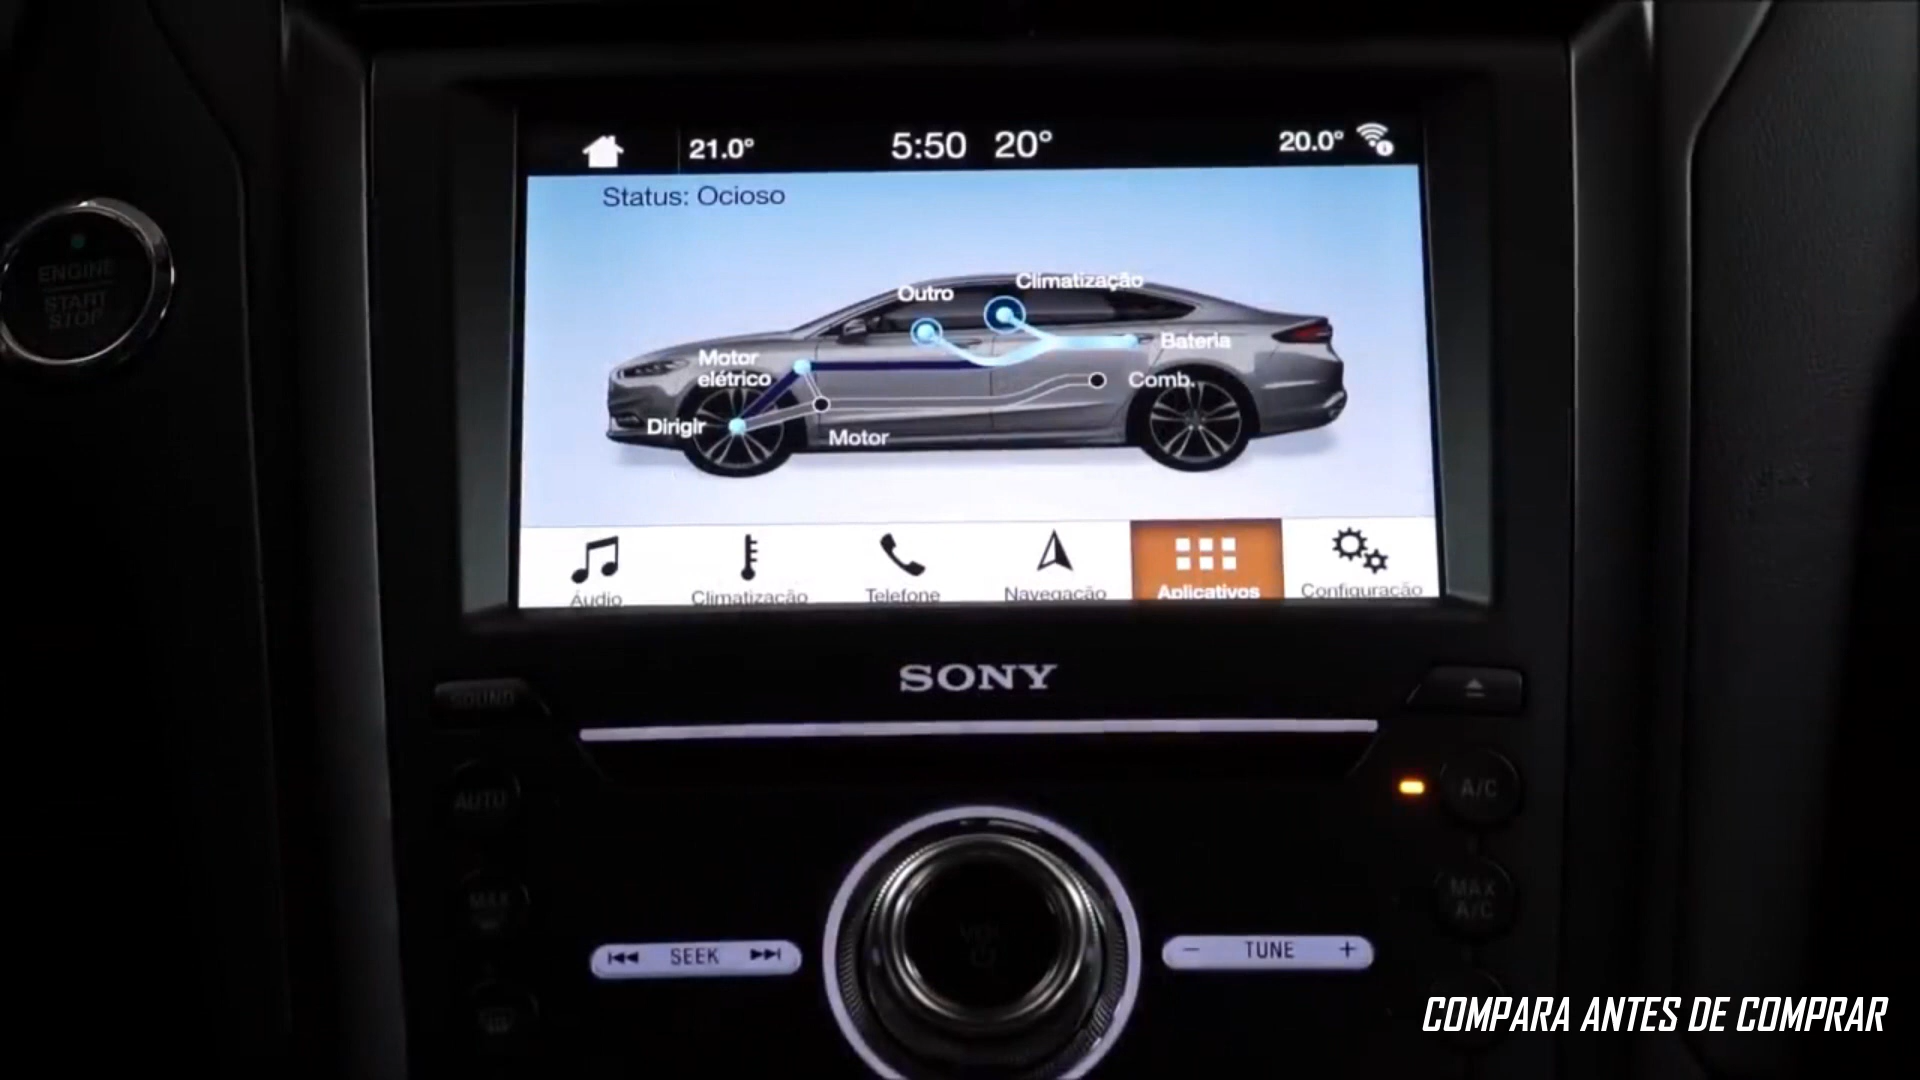 21.0°
5:50 20°
20.0°
Status: Ocioso
Climatização
Outro
Bateria
Motor
elétrico
Comb.
Dirigir
Motor
Áudio
Climatização
Telefone
Navegação
Aplicativos
Configuração
ENGINE
START
STOP
SONY
SOUND
AUTO
A/C
MAX
MAX
A/C
VOL
SEEK
− TUNE +
COMPARA ANTES DE COMPRAR